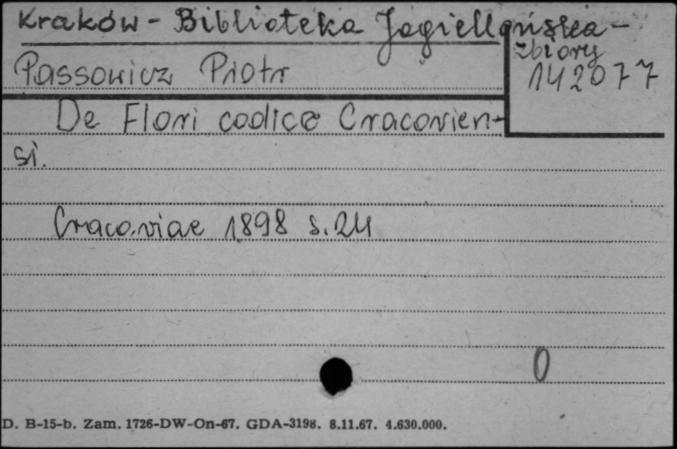 Kraków - Biblioteka Jagiellońska -
zbiory
Passowicz Piotr
142077
De Flori codice Cracovien-
si.
Cracoviae 1898 s. 24
0
D. B-15-b. Zam. 1726-DW-On-67. GDA-3198. 8.11.67. 4.630.000.